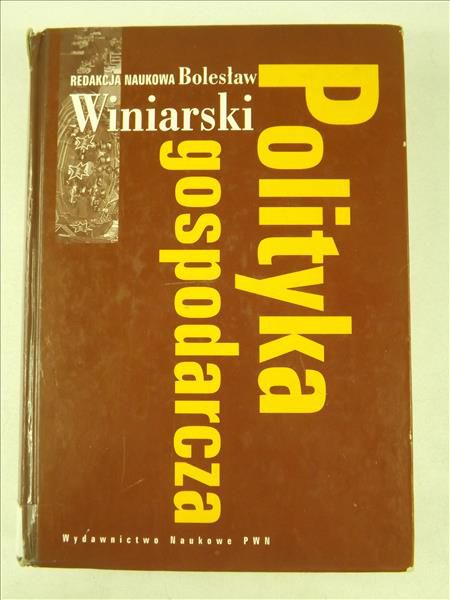 REDAKCJA NAUKOWA Bolesław
Winiarski
Polityka
gospodarcza
Wydawnictwo Naukowe PWN